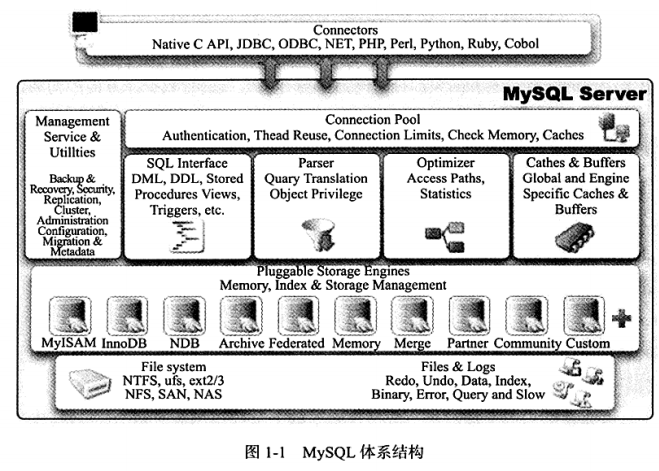 Connectors
Native C API, JDBC, ODBC, NET, PHP, Perl, Python, Ruby, Cobol
MySQL Server
Management
Service &
Utillties
Backup &
Recovery, Security,
Replication,
Cluster,
Administration
Configuration,
Migration &
Metadata
Connection Pool
Authentication, Thead Reuse, Connection Limits, Check Memory, Caches
SQL Interface
DML, DDL, Stored
Procedures Views,
Triggers, etc.
Parser
Quary Translation
Object Privilege
Optimizer
Access Paths,
Statistics
Cathes & Buffers
Global and Engine
Specific Caches &
Buffers
Pluggable Storage Engines
Memory, Index & Storage Management
MyISAM InnoDB NDB Archive Federated Memory Merge Partner Community Custom
File system
NTFS, ufs, ext2/3
NFS, SAN, NAS
Files & Logs
Redo, Undo, Data, Index,
Binary, Error, Query and Slow
图 1-1 MySQL 体系结构